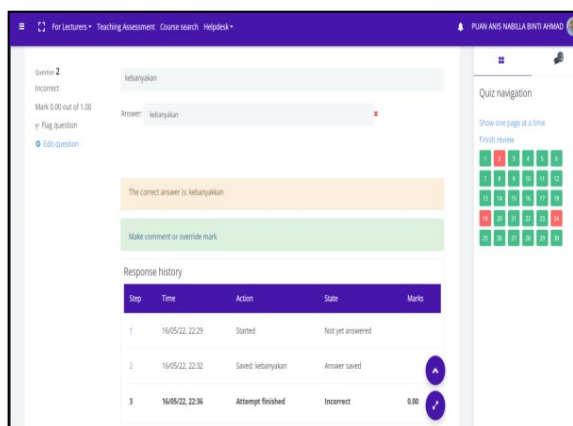 For Lecturers Teaching Assessment Course search Helpdesk
PUAN ANIS NABILLA BINTI AHMAD
Question 2
Incorrect
Mark 0.00 out of 1.00
Flag question
Edit question
kebanyakan
Answer: kebanyakan
The correct answer is: kebanyakkan
Make comment or override mark
Response history
Step Time Action State Marks
1 16/05/22, 22:29 Started Not yet answered
2 16/05/22, 22:32 Saved: kebanyakan Answer saved
3 16/05/22, 22:36 Attempt finished Incorrect 0.00
Quiz navigation
Show one page at a time
Finish review
1 2 3 4 5 6
7 8 9 10 11 12
13 14 15 16 17 18
19 20 21 22 23 24
25 26 27 28 29 30